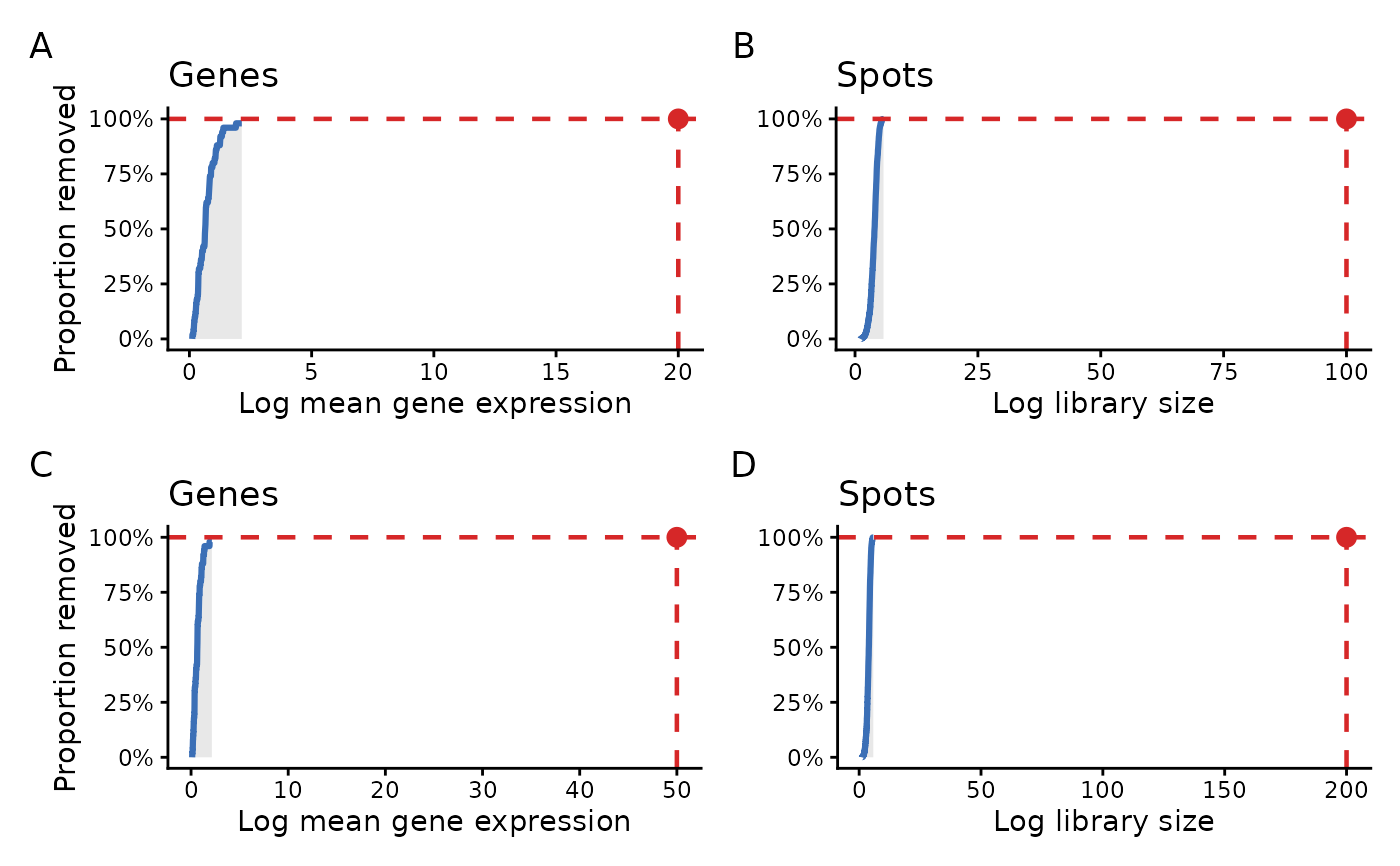 A
Genes
Proportion removed
100%
75%
50%
25%
0%
0 5 10 15 20
Log mean gene expression
B
Spots
100%
75%
50%
25%
0%
0 25 50 75 100
Log library size
C
Genes
Proportion removed
100%
75%
50%
25%
0%
0 10 20 30 40 50
Log mean gene expression
D
Spots
100%
75%
50%
25%
0%
0 50 100 150 200
Log library size